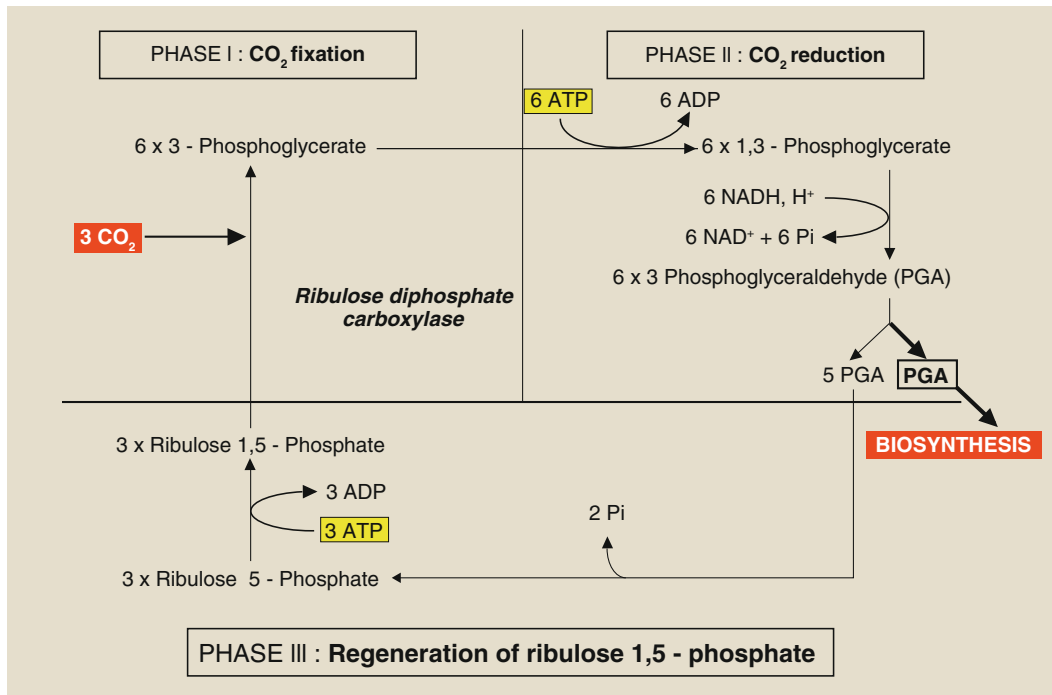 PHASE I : CO₂ fixation
PHASE II : CO₂ reduction
6 ATP
6 ADP
6 x 3 - Phosphoglycerate
6 x 1,3 - Phosphoglycerate
6 NADH, H⁺
3 CO₂
6 NAD⁺ + 6 Pi
6 x 3 Phosphoglyceraldehyde (PGA)
Ribulose diphosphate
carboxylase
5 PGA
PGA
BIOSYNTHESIS
3 x Ribulose 1,5 - Phosphate
3 ADP
3 ATP
2 Pi
3 x Ribulose 5 - Phosphate
PHASE III : Regeneration of ribulose 1,5 - phosphate